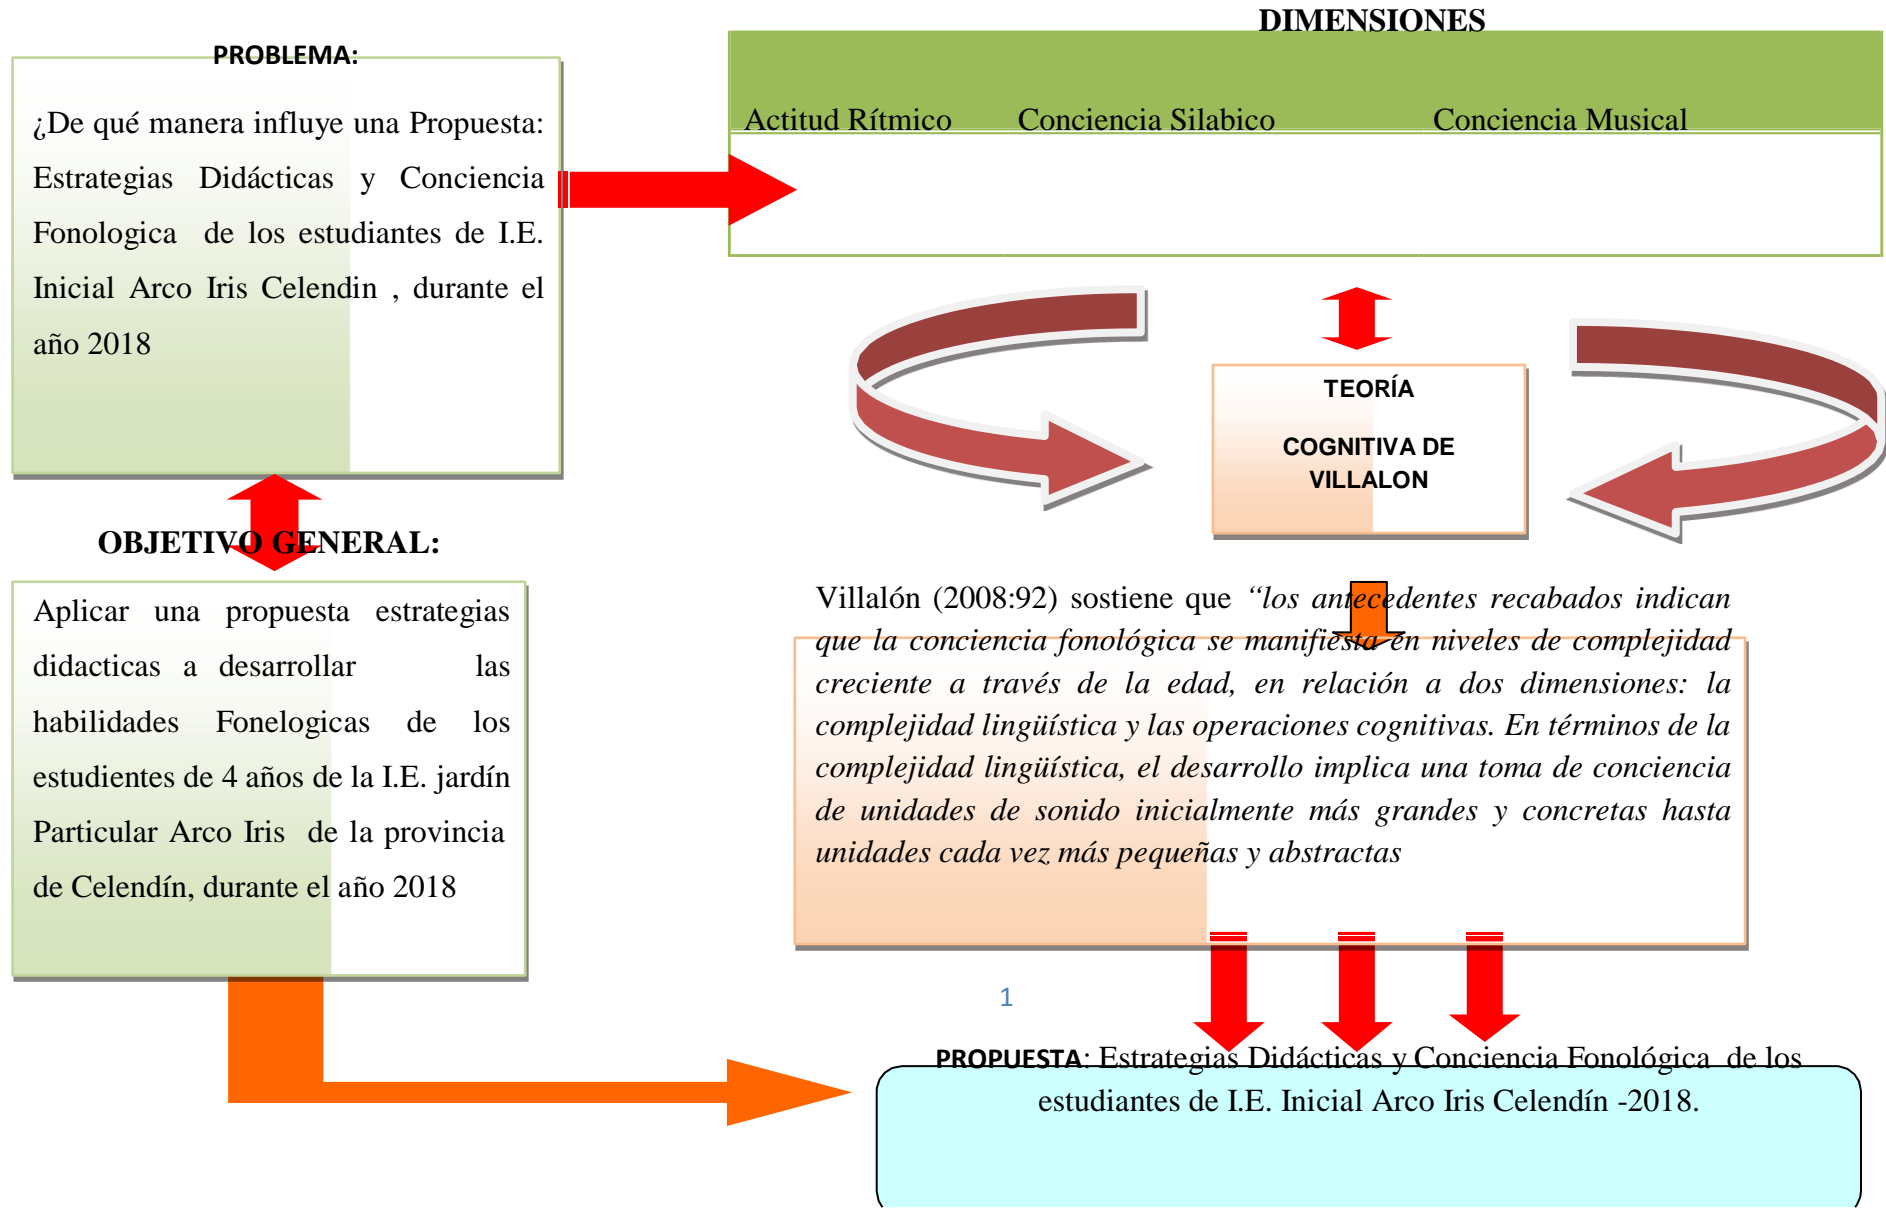 PROBLEMA:
¿De qué manera influye una Propuesta:
Estrategias Didácticas y Conciencia
Fonologica de los estudiantes de I.E.
Inicial Arco Iris Celendin , durante el
año 2018
OBJETIVO GENERAL:
Aplicar una propuesta estrategias
didacticas a desarrollar las
habilidades Fonelogicas de los
estudientes de 4 años de la I.E. jardín
Particular Arco Iris de la provincia
de Celendín, durante el año 2018
DIMENSIONES
Actitud Rítmico Conciencia Silabico Conciencia Musical
TEORÍA
COGNITIVA DE
VILLALON
Villalón (2008:92) sostiene que “los antecedentes recabados indican
que la conciencia fonológica se manifiesta en niveles de complejidad
creciente a través de la edad, en relación a dos dimensiones: la
complejidad lingüística y las operaciones cognitivas. En términos de la
complejidad lingüística, el desarrollo implica una toma de conciencia
de unidades de sonido inicialmente más grandes y concretas hasta
unidades cada vez más pequeñas y abstractas
1
PROPUESTA: Estrategias Didácticas y Conciencia Fonológica de los
estudiantes de I.E. Inicial Arco Iris Celendín -2018.